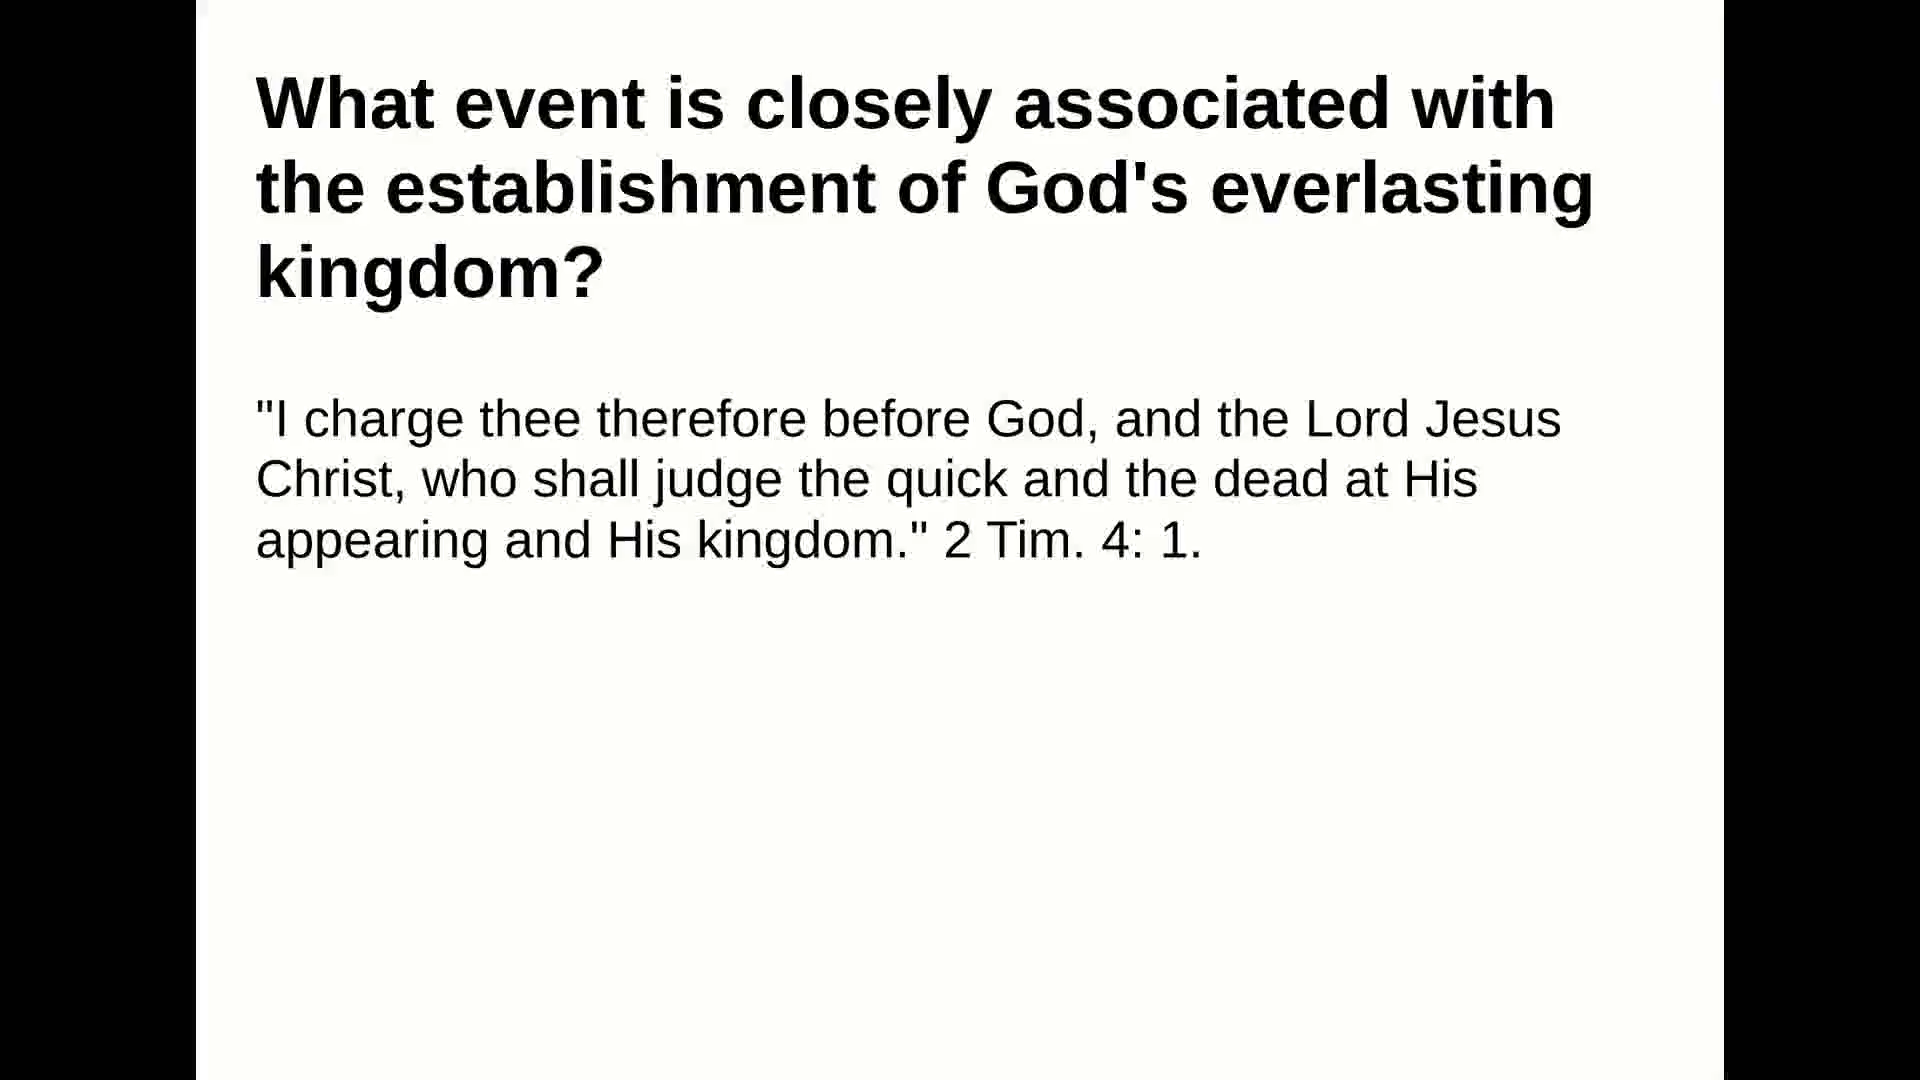 What event is closely associated with
the establishment of God's everlasting
kingdom?
"I charge thee therefore before God, and the Lord Jesus
Christ, who shall judge the quick and the dead at His
appearing and His kingdom." 2 Tim. 4: 1.